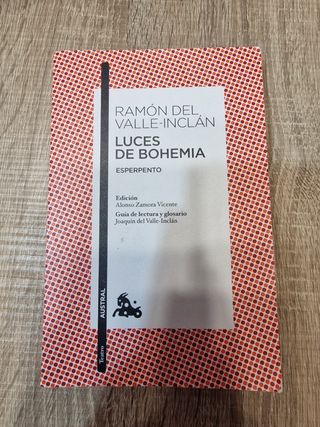 RAMÓN DEL
VALLE-INCLÁN
LUCES
DE BOHEMIA
ESPERPENTO
Edición
Alonso Zamora Vicente
Guía de lectura y glosario
Joaquín del Valle-Inclán
AUSTRAL
Teatro